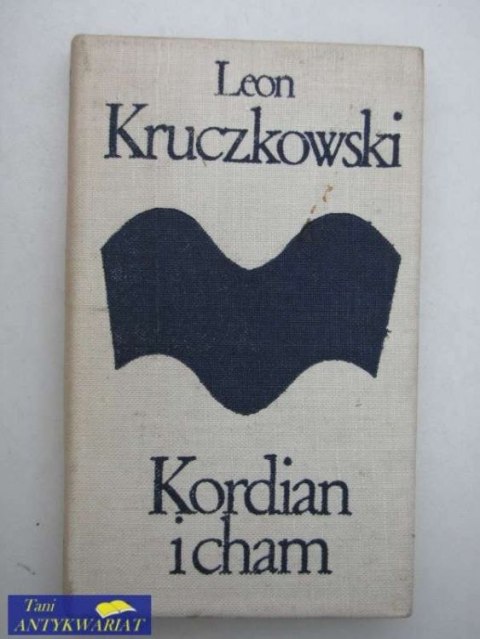 Leon
Kruczkowski
Kordian
i cham
Tani
ANTYKWARIAT